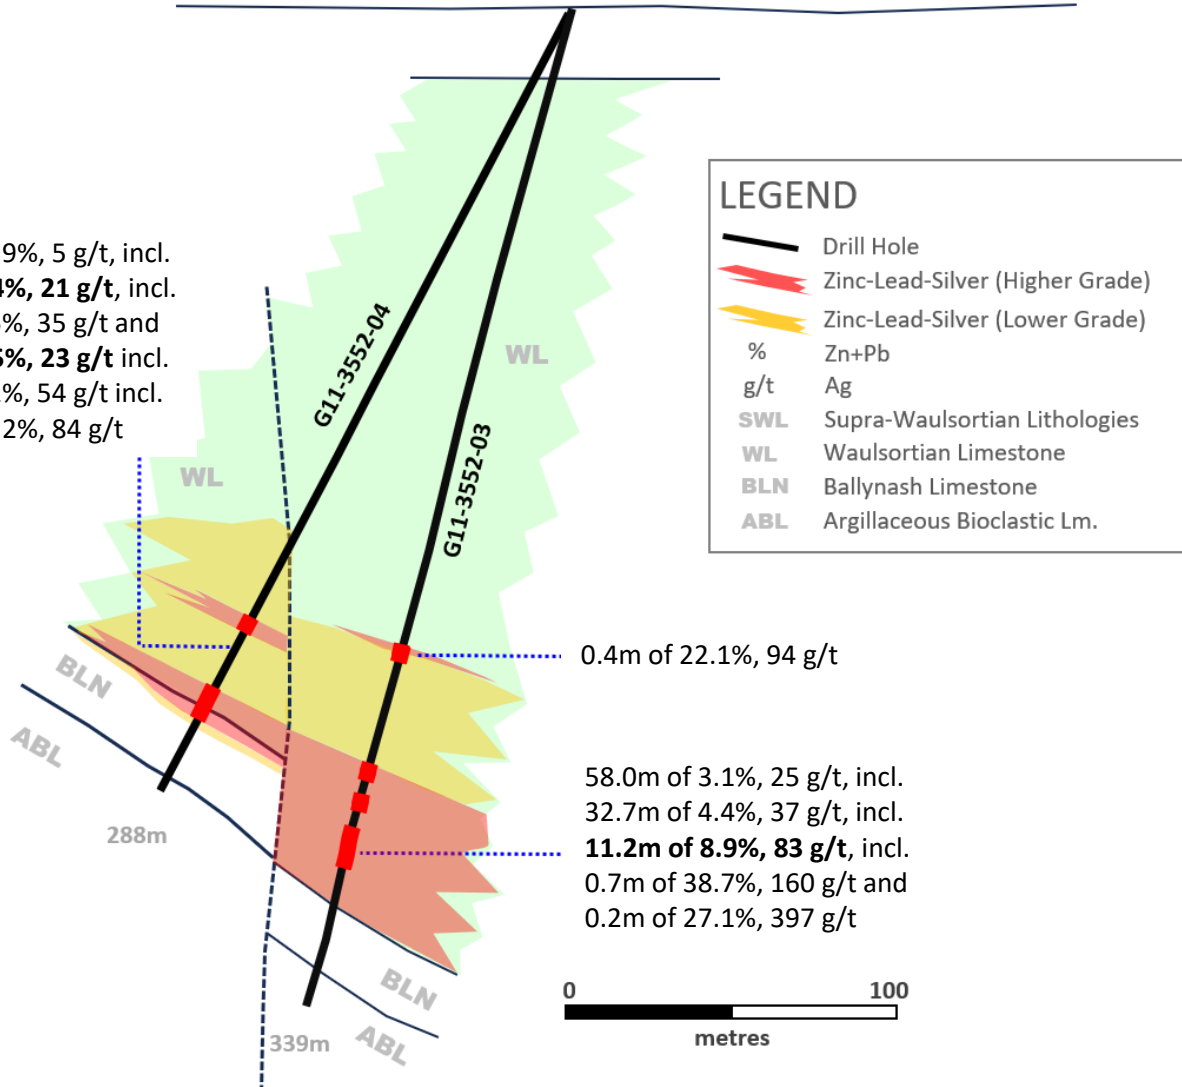 9%, 5 g/t, incl.
4%, 21 g/t, incl.
%, 35 g/t and
%, 23 g/t incl.
%, 54 g/t incl.
2%, 84 g/t
G11-3552-04
G11-3552-03
WL
WL
LEGEND
Drill Hole
Zinc-Lead-Silver (Higher Grade)
Zinc-Lead-Silver (Lower Grade)
% Zn+Pb
g/t Ag
SWL Supra-Waulsortian Lithologies
WL Waulsortian Limestone
BLN Ballynash Limestone
ABL Argillaceous Bioclastic Lm.
BLN
ABL
288m
0.4m of 22.1%, 94 g/t
58.0m of 3.1%, 25 g/t, incl.
32.7m of 4.4%, 37 g/t, incl.
11.2m of 8.9%, 83 g/t, incl.
0.7m of 38.7%, 160 g/t and
0.2m of 27.1%, 397 g/t
BLN
ABL
339m
0 100
metres